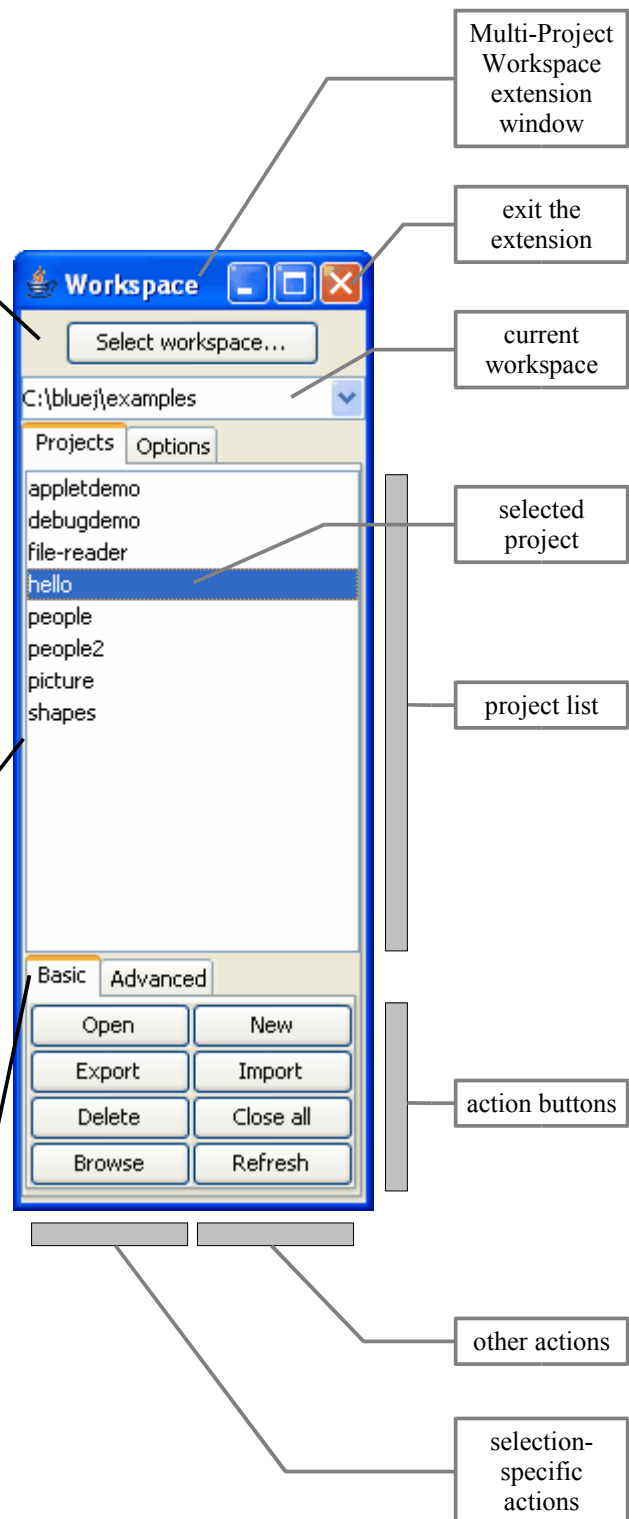 Multi-Project
Workspace
extension
window
exit the
extension
Workspace
Select workspace...
current
workspace
C:\bluej\examples
Projects Options
appletdemo
debugdemo
file-reader
hello
people
people2
picture
shapes
selected
project
project list
Basic Advanced
Open New
Export Import
Delete Close all
Browse Refresh
action buttons
other actions
selection-
specific
actions